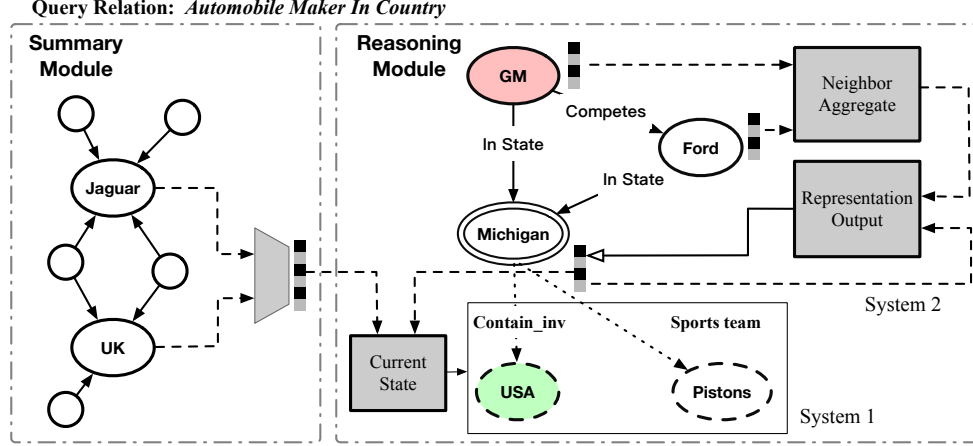 Query Relation: Automobile Maker In Country
Summary
Module
Jaguar
UK
Reasoning
Module
GM
Competes
In State
Ford
In State
Michigan
Neighbor
Aggregate
Representation
Output
System 2
Current
State
Contain_inv
Sports team
USA
Pistons
System 1